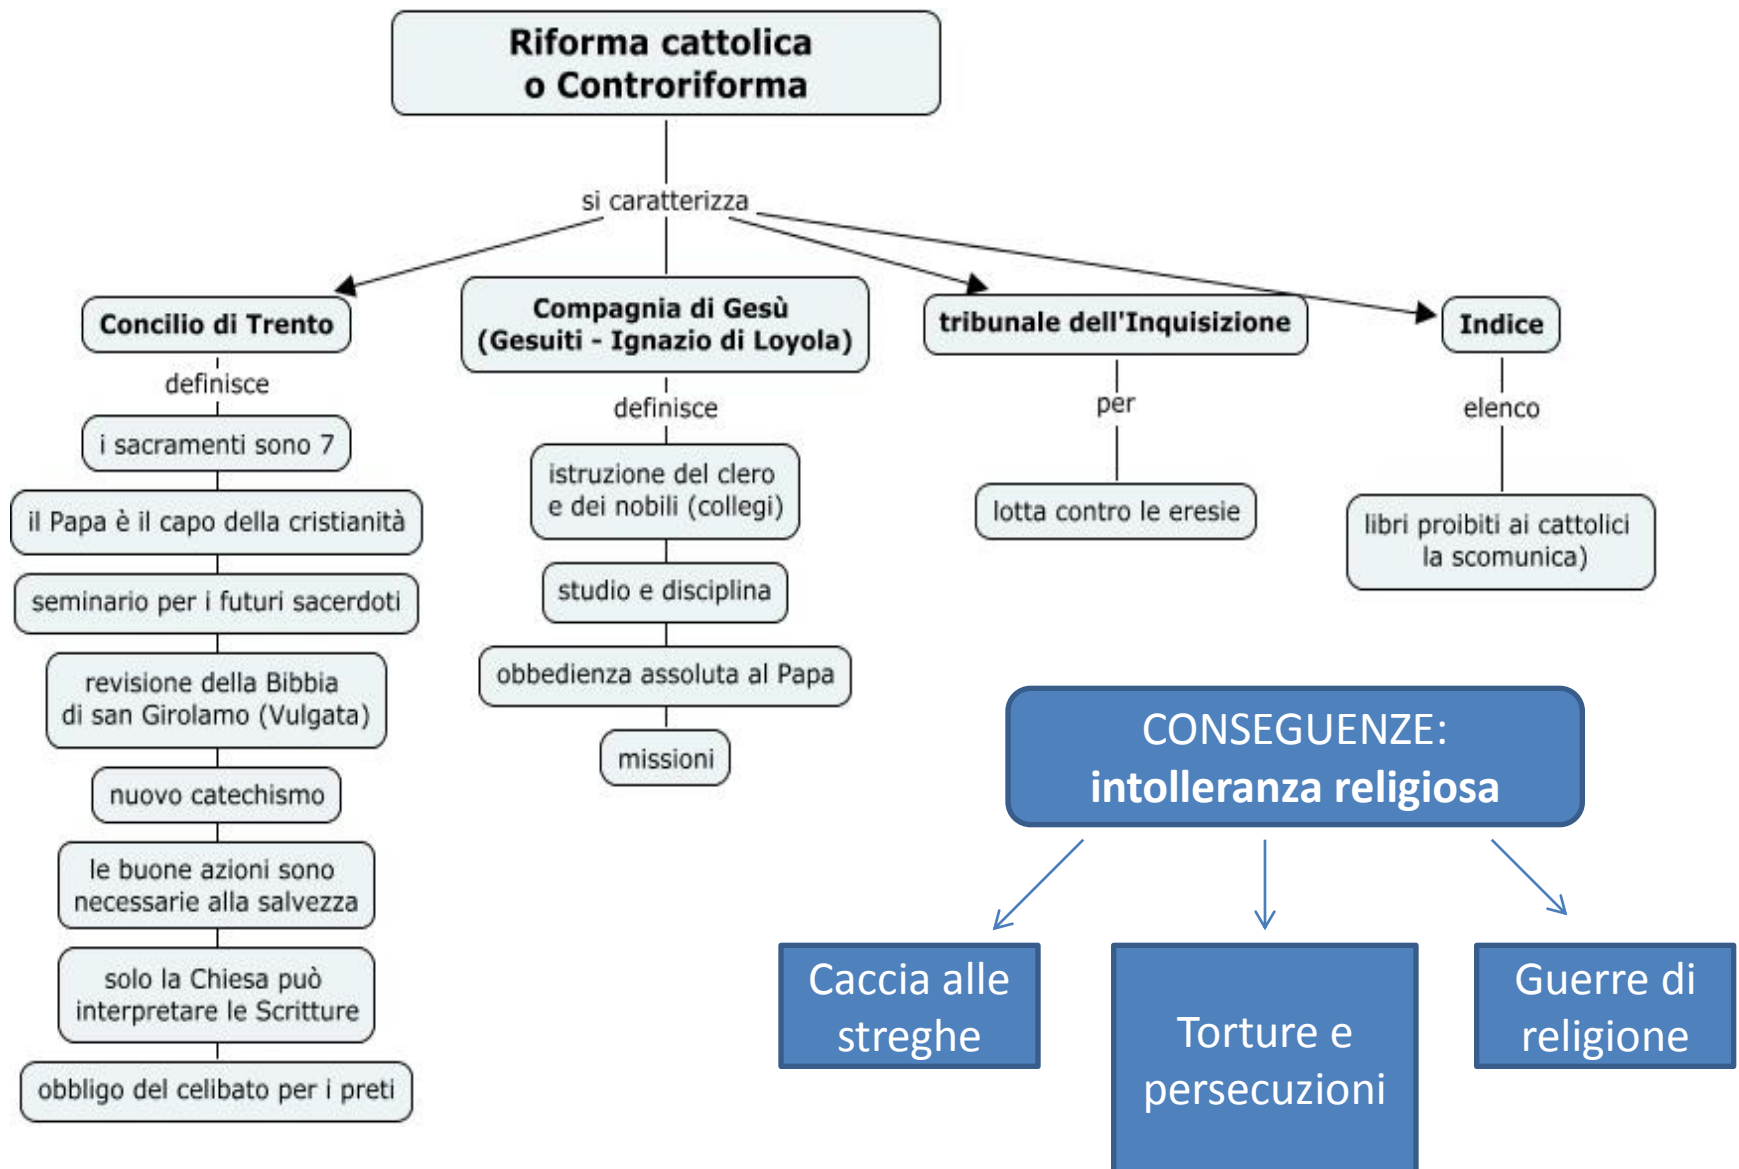 Riforma cattolica
o Controriforma
si caratterizza
Concilio di Trento
definisce
i sacramenti sono 7
il Papa è il capo della cristianità
seminario per i futuri sacerdoti
revisione della Bibbia
di san Girolamo (Vulgata)
nuovo catechismo
le buone azioni sono
necessarie alla salvezza
solo la Chiesa può
interpretare le Scritture
obbligo del celibato per i preti
Compagnia di Gesù
(Gesuiti - Ignazio di Loyola)
definisce
istruzione del clero
e dei nobili (collegi)
studio e disciplina
obbedienza assoluta al Papa
missioni
tribunale dell'Inquisizione
per
lotta contro le eresie
Indice
elenco
libri proibiti ai cattolici
la scomunica)
CONSEGUENZE:
intolleranza religiosa
Caccia alle
streghe
Torture e
persecuzioni
Guerre di
religione